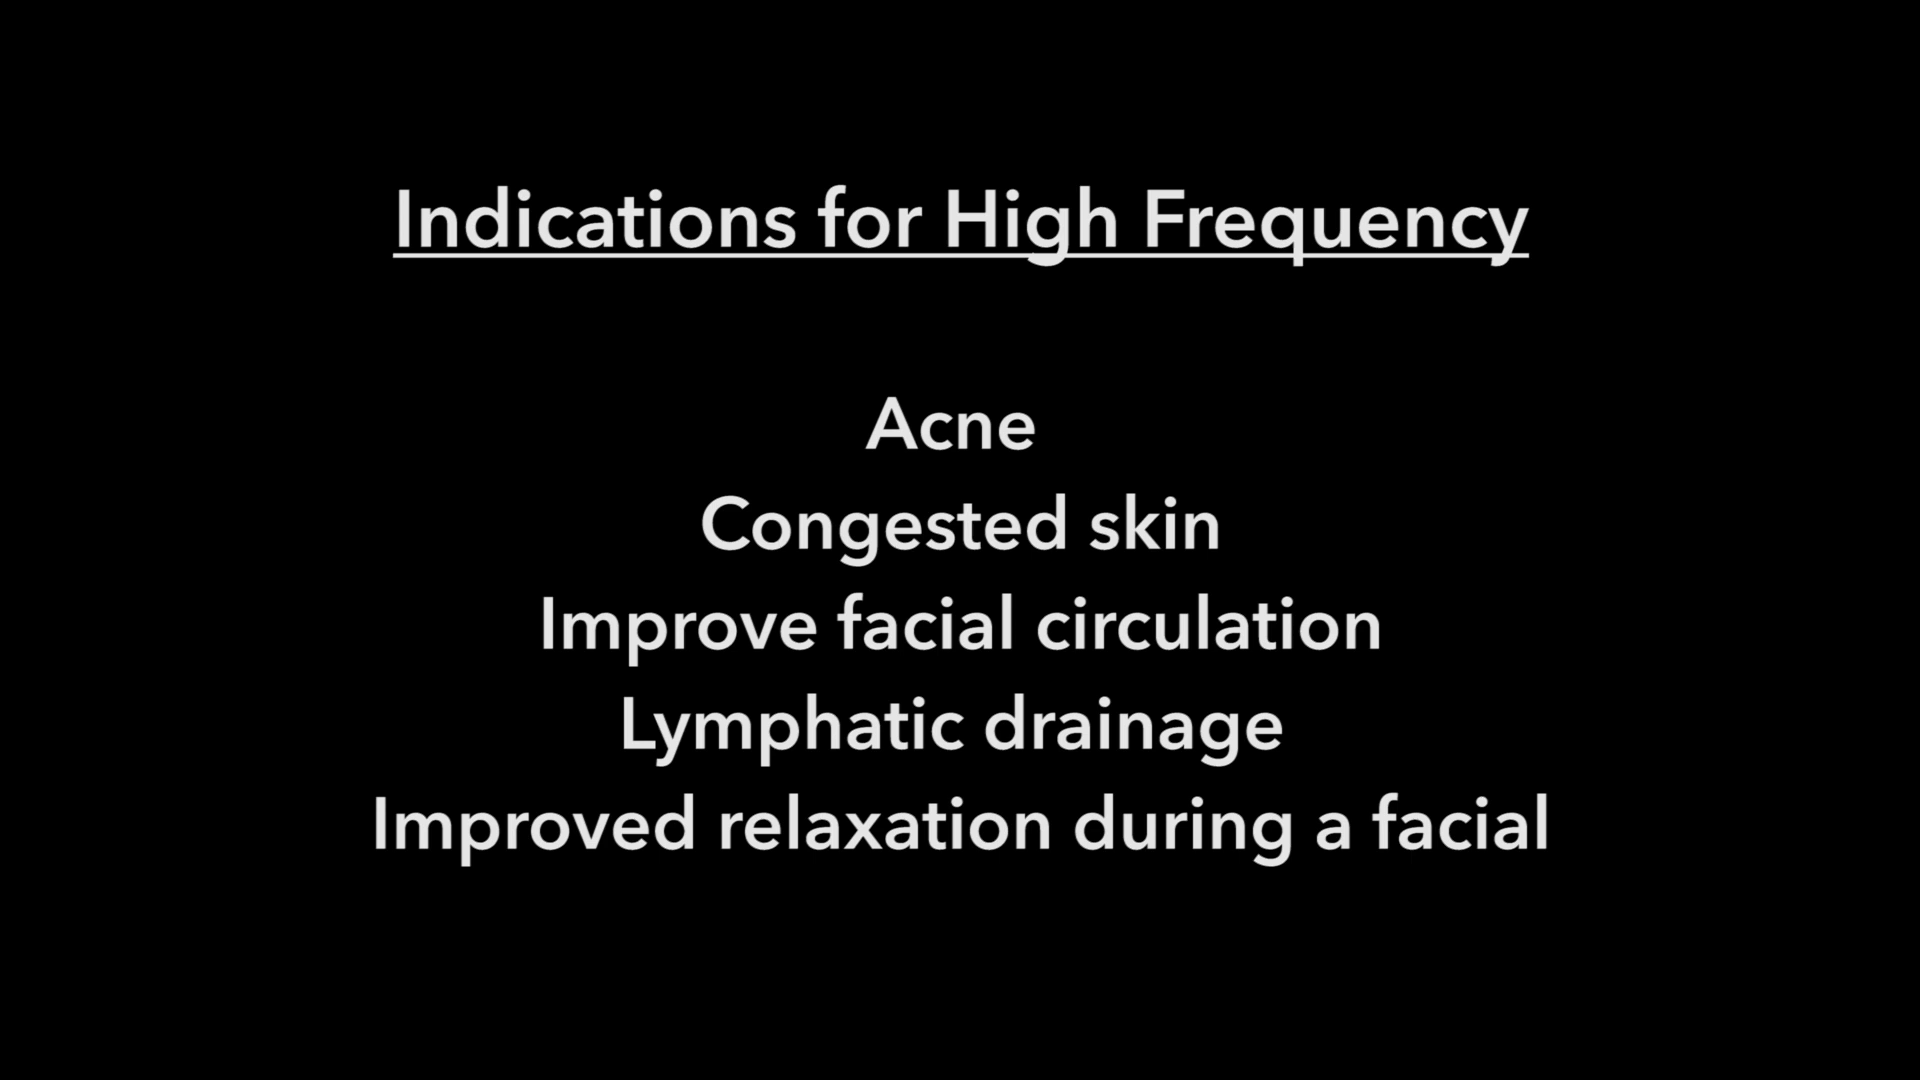 Indications for High Frequency
Acne
Congested skin
Improve facial circulation
Lymphatic drainage
Improved relaxation during a facial